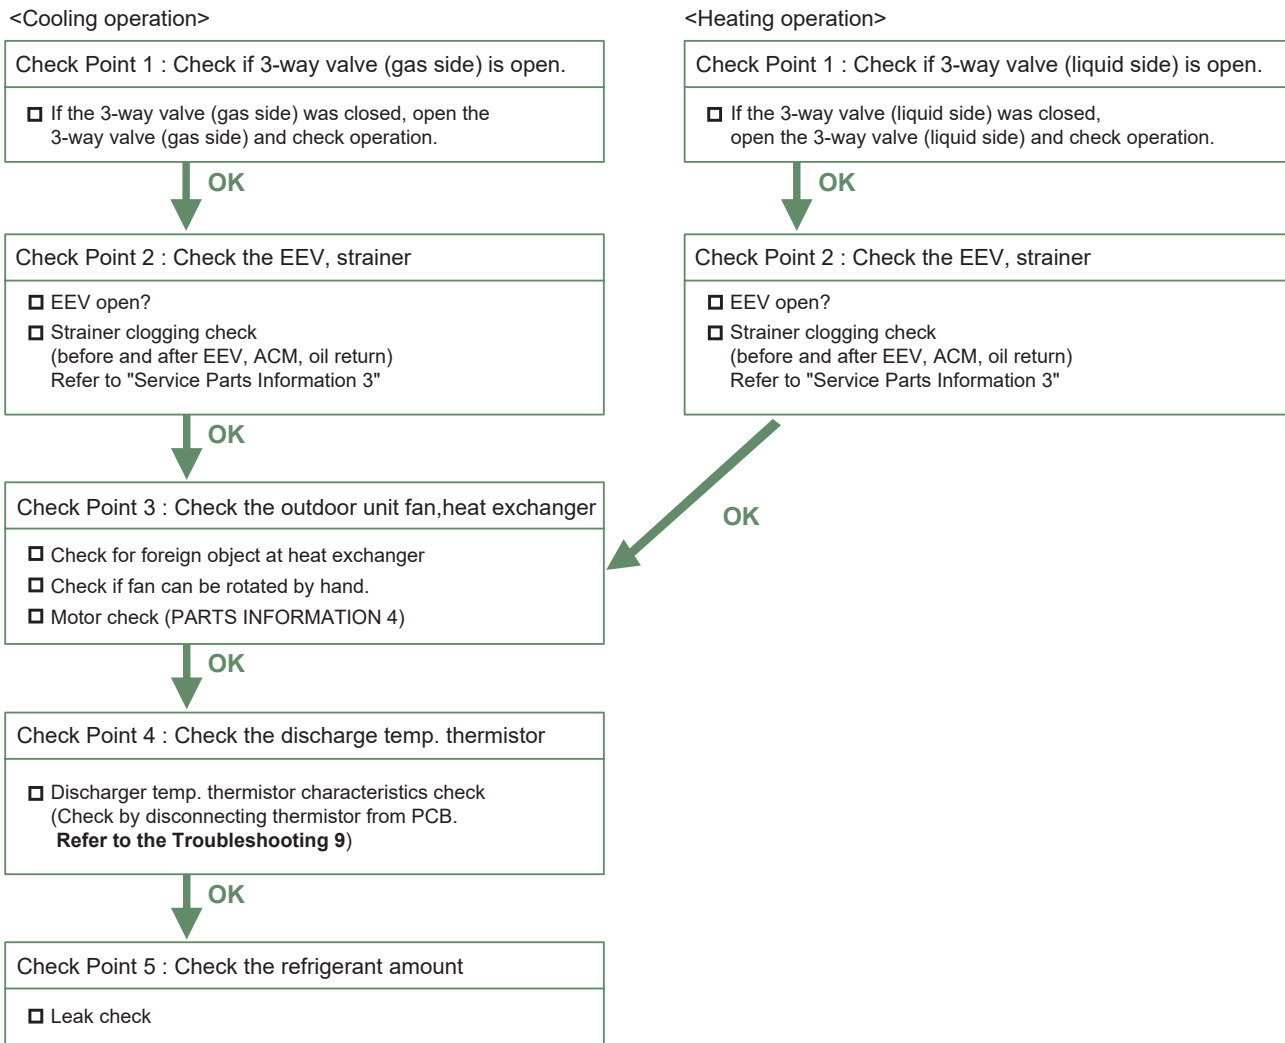 <Cooling operation>
Check Point 1 : Check if 3-way valve (gas side) is open.
If the 3-way valve (gas side) was closed, open the
3-way valve (gas side) and check operation.
OK
Check Point 2 : Check the EEV, strainer
EEV open?
Strainer clogging check
(before and after EEV, ACM, oil return)
Refer to "Service Parts Information 3"
OK
<Heating operation>
Check Point 1 : Check if 3-way valve (liquid side) is open.
If the 3-way valve (liquid side) was closed,
open the 3-way valve (liquid side) and check operation.
OK
Check Point 2 : Check the EEV, strainer
EEV open?
Strainer clogging check
(before and after EEV, ACM, oil return)
Refer to "Service Parts Information 3"
OK
Check Point 3 : Check the outdoor unit fan,heat exchanger
Check for foreign object at heat exchanger
Check if fan can be rotated by hand.
Motor check (PARTS INFORMATION 4)
OK
Check Point 4 : Check the discharge temp. thermistor
Discharger temp. thermistor characteristics check
(Check by disconnecting thermistor from PCB.
Refer to the Troubleshooting 9)
OK
Check Point 5 : Check the refrigerant amount
Leak check